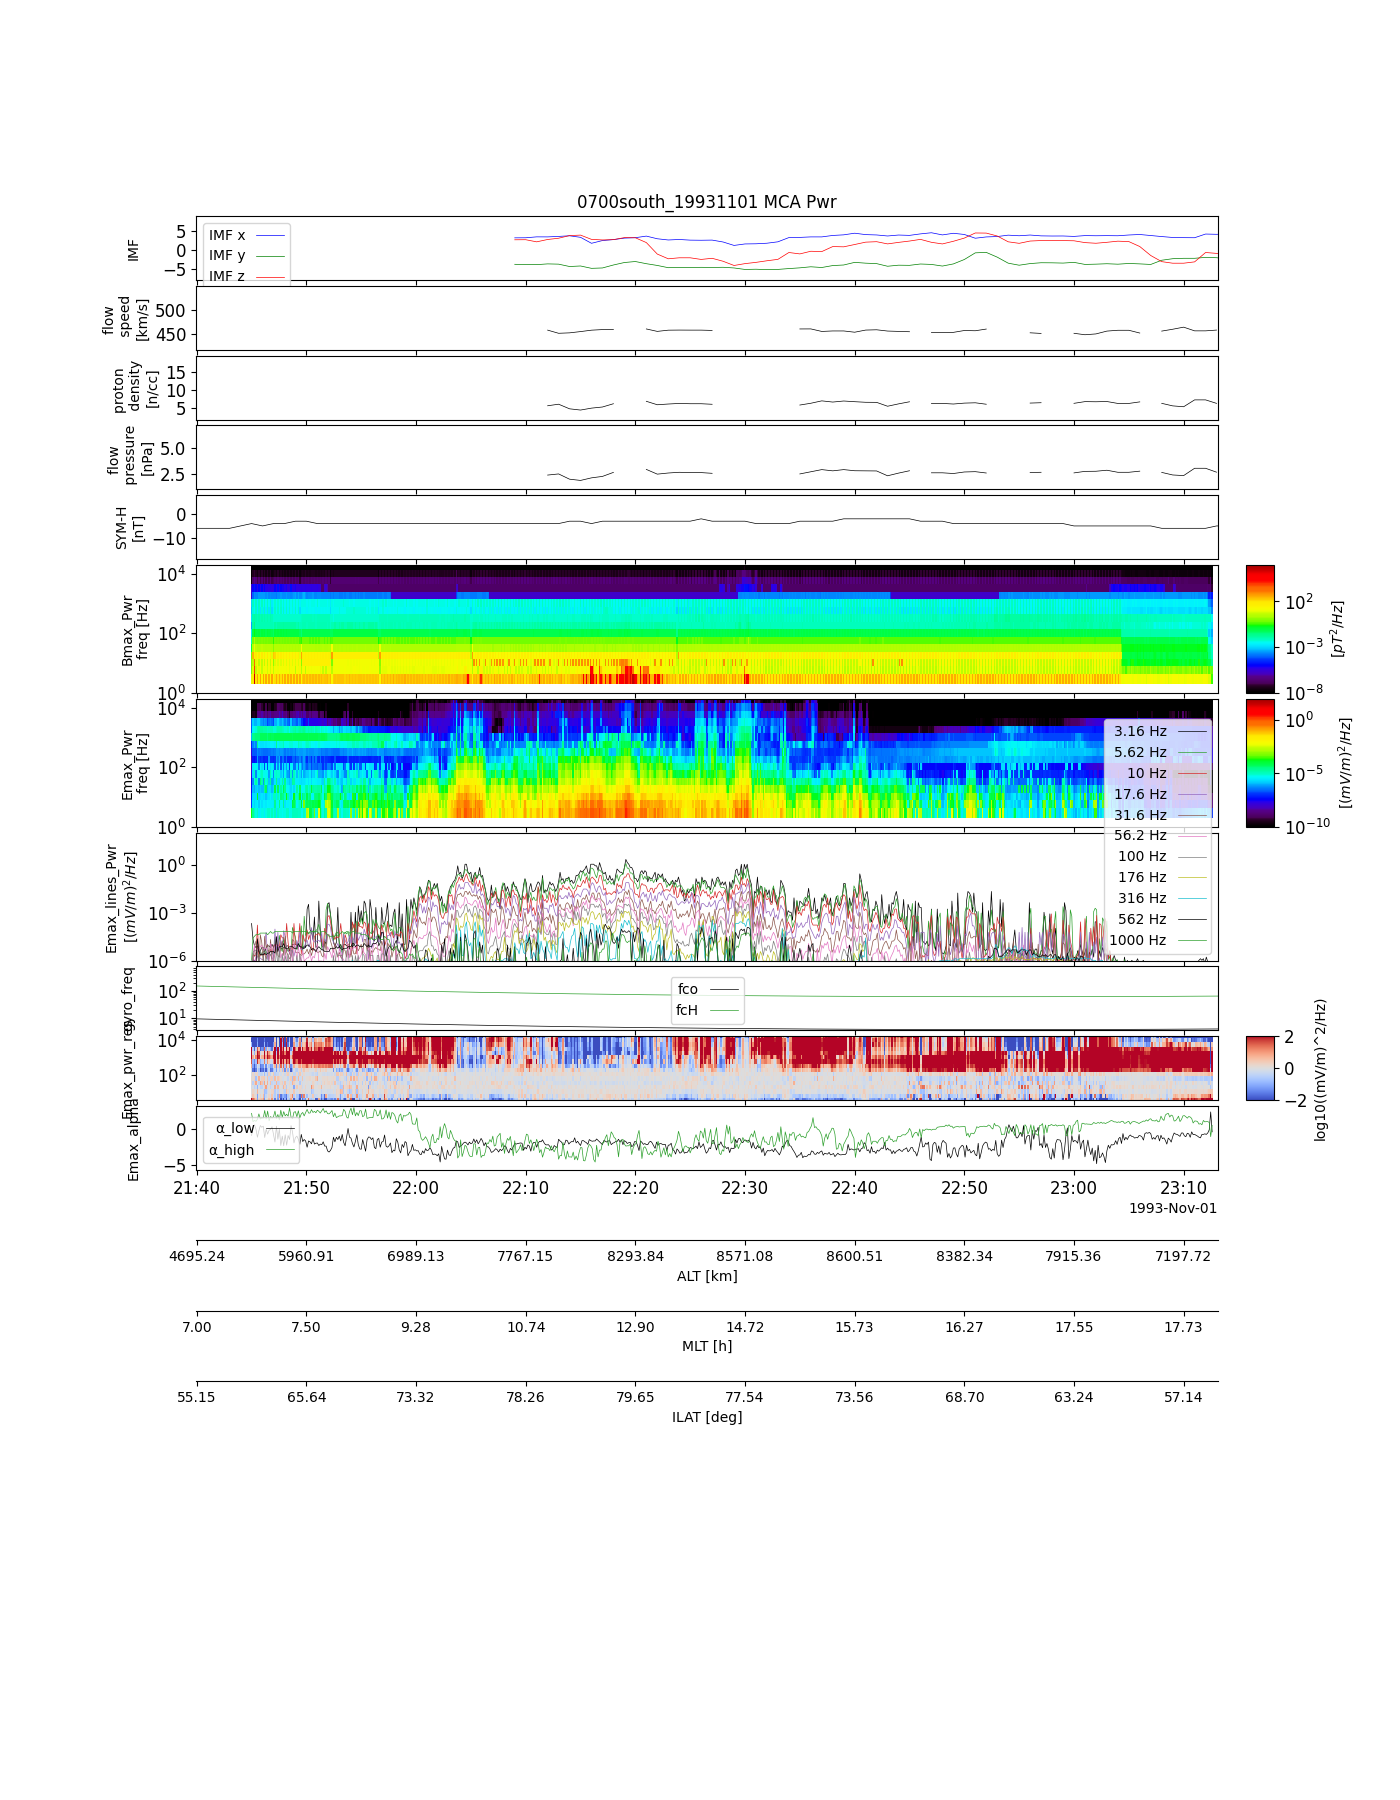 0700south_19931101 MCA Pwr
IMF
5
0
−5
IMF x
IMF y
IMF z
flow
speed
[km/s]
500
450
proton
density
[n/cc]
15
10
5
flow
pressure
[nPa]
5.0
2.5
SYM-H
[nT]
0
−10
Bmax_Pwr
freq [Hz]
10^4
10^2
10^0
10^2
10^−3
10^−8
[pT^2/Hz]
Emax_Pwr
freq [Hz]
10^4
10^2
10^0
10^0
10^−5
10^−10
[(mV/m)^2/Hz]
3.16 Hz
5.62 Hz
10 Hz
17.6 Hz
31.6 Hz
56.2 Hz
100 Hz
176 Hz
316 Hz
562 Hz
1000 Hz
Emax_lines_Pwr
[(mV/m)^2/Hz]
10^0
10^−3
10^−6
gyro_freq
10^2
10^1
fco
fcH
Emax_pwr_reg
10^4
10^2
2
0
−2
log10((mV/m)^2/Hz)
Emax_alpha
0
−5
α_low
α_high
21:40 21:50 22:00 22:10 22:20 22:30 22:40 22:50 23:00 23:10
1993-Nov-01
4695.24 5960.91 6989.13 7767.15 8293.84 8571.08 8600.51 8382.34 7915.36 7197.72
ALT [km]
7.00 7.50 9.28 10.74 12.90 14.72 15.73 16.27 17.55 17.73
MLT [h]
55.15 65.64 73.32 78.26 79.65 77.54 73.56 68.70 63.24 57.14
ILAT [deg]